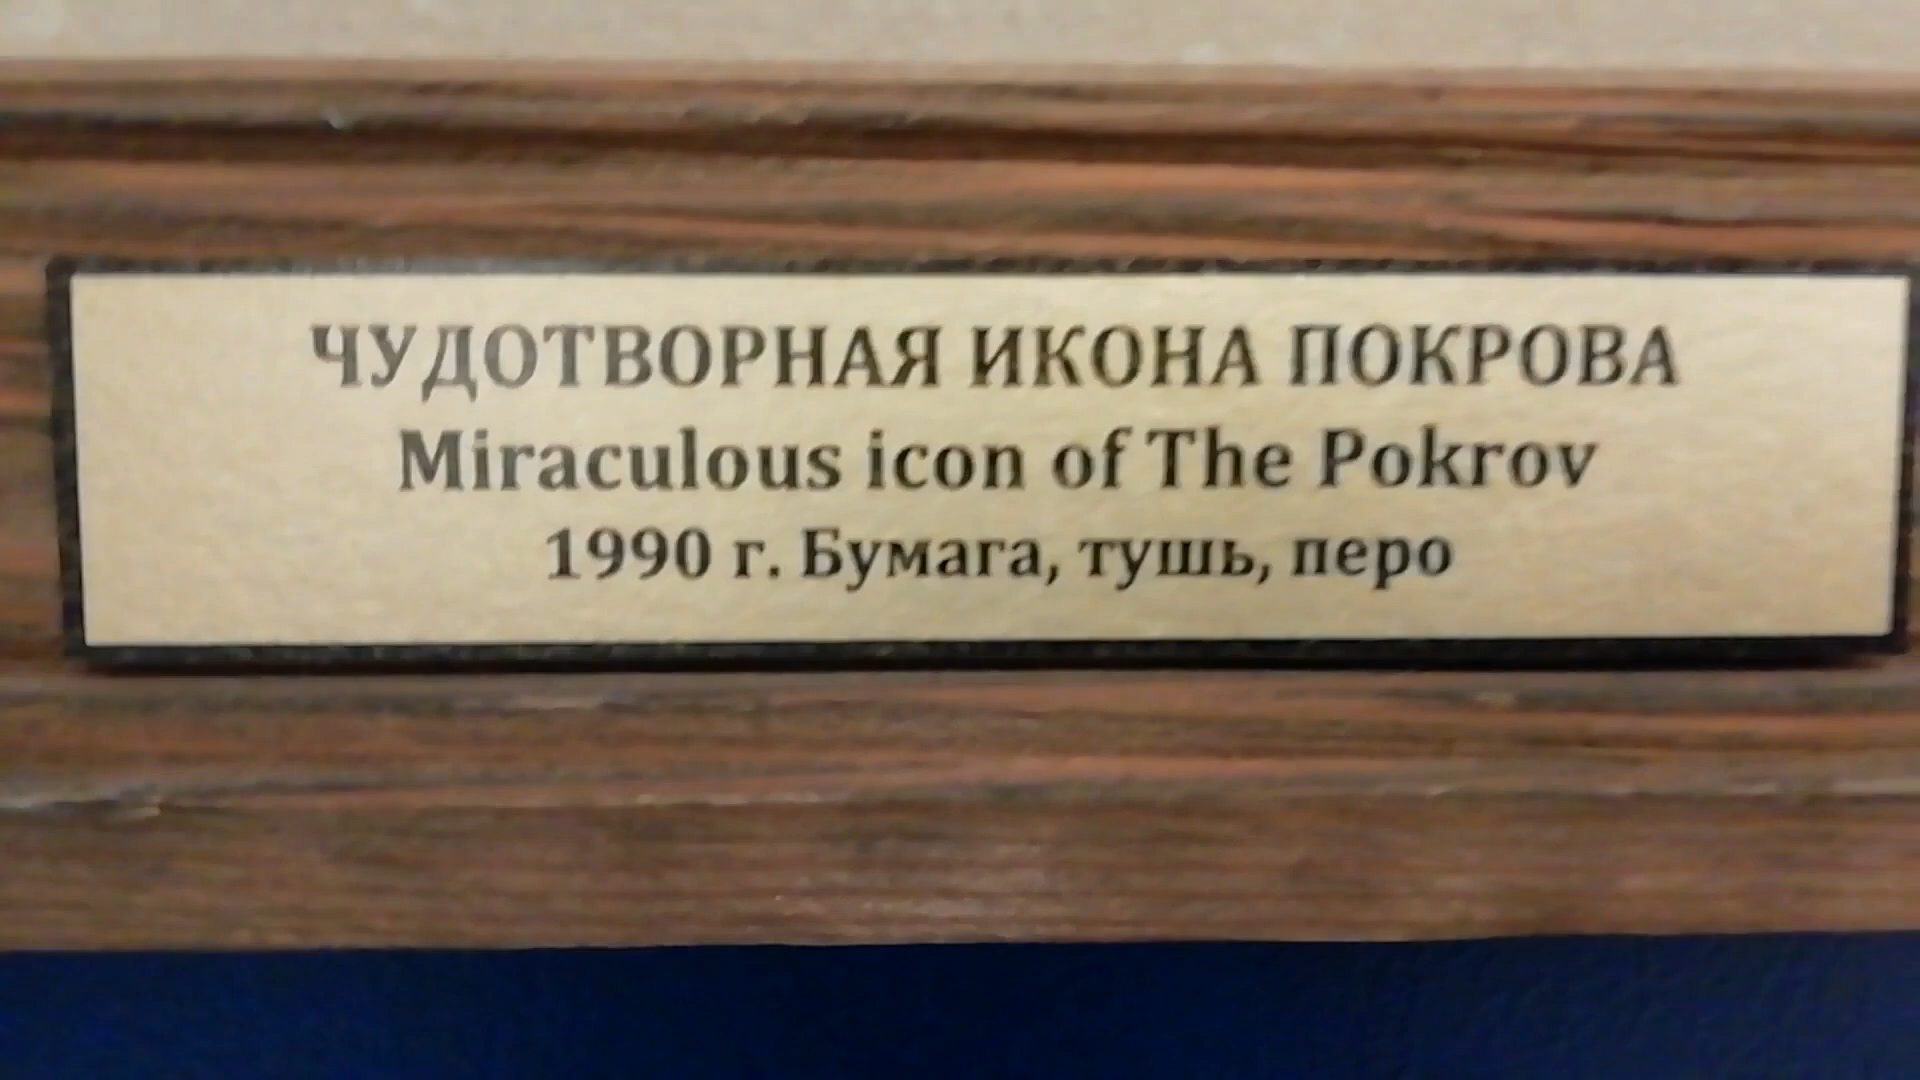 ЧУДОТВОРНАЯ ИКОНА ПОКРОВА
Miraculous icon of The Pokrov
1990 г. Бумага, тушь, перо